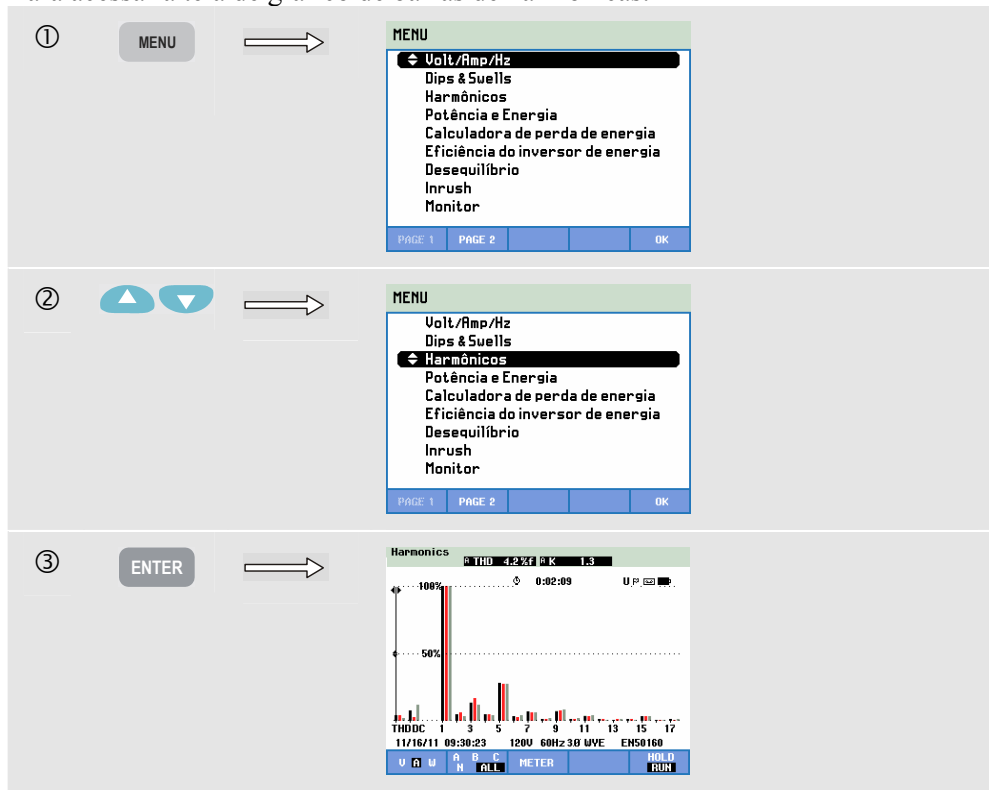 ①
MENU
MENU
Volt/Amp/Hz
Dips & Swells
Harmônicos
Potência e Energia
Calculadora de perda de energia
Eficiência do inversor de energia
Desequilíbrio
Inrush
Monitor
PAGE 1 PAGE 2 OK
②
MENU
Volt/Amp/Hz
Dips & Swells
Harmônicos
Potência e Energia
Calculadora de perda de energia
Eficiência do inversor de energia
Desequilíbrio
Inrush
Monitor
PAGE 1 PAGE 2 OK
③
ENTER
Harmonics
A THD 4.2%f A K 1.3
0:02:09
100%
50%
THDDC 1 3 5 7 9 11 13 15 17
11/16/11 09:30:23 120V 60Hz 3Ø WYE EN50160
V A W A B C METER HOLD
N ALL RUN